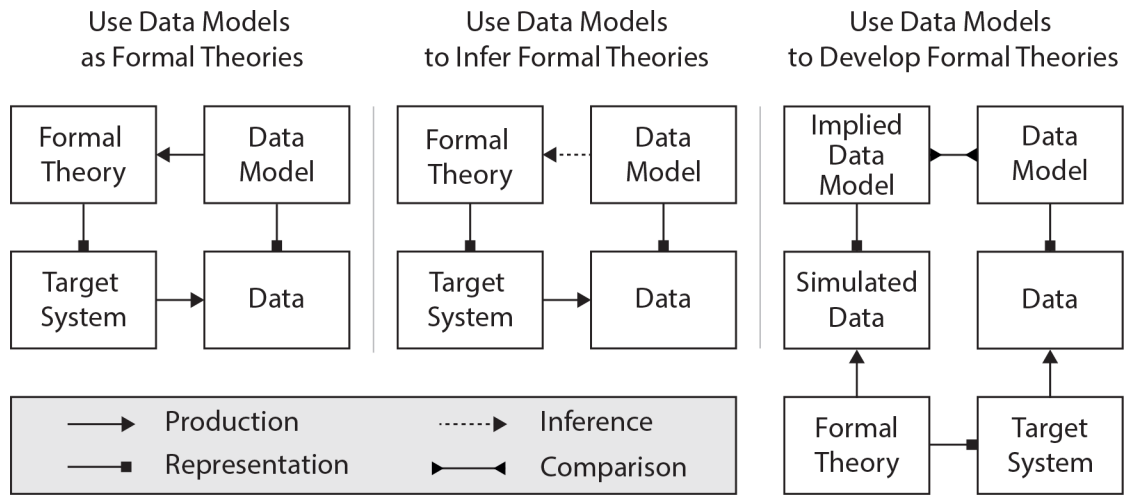 Use Data Models
as Formal Theories
Use Data Models
to Infer Formal Theories
Use Data Models
to Develop Formal Theories
Formal
Theory
Data
Model
Formal
Theory
Data
Model
Implied
Data
Model
Data
Model
Target
System
Data
Target
System
Data
Simulated
Data
Data
Production
Inference
Representation
Comparison
Formal
Theory
Target
System